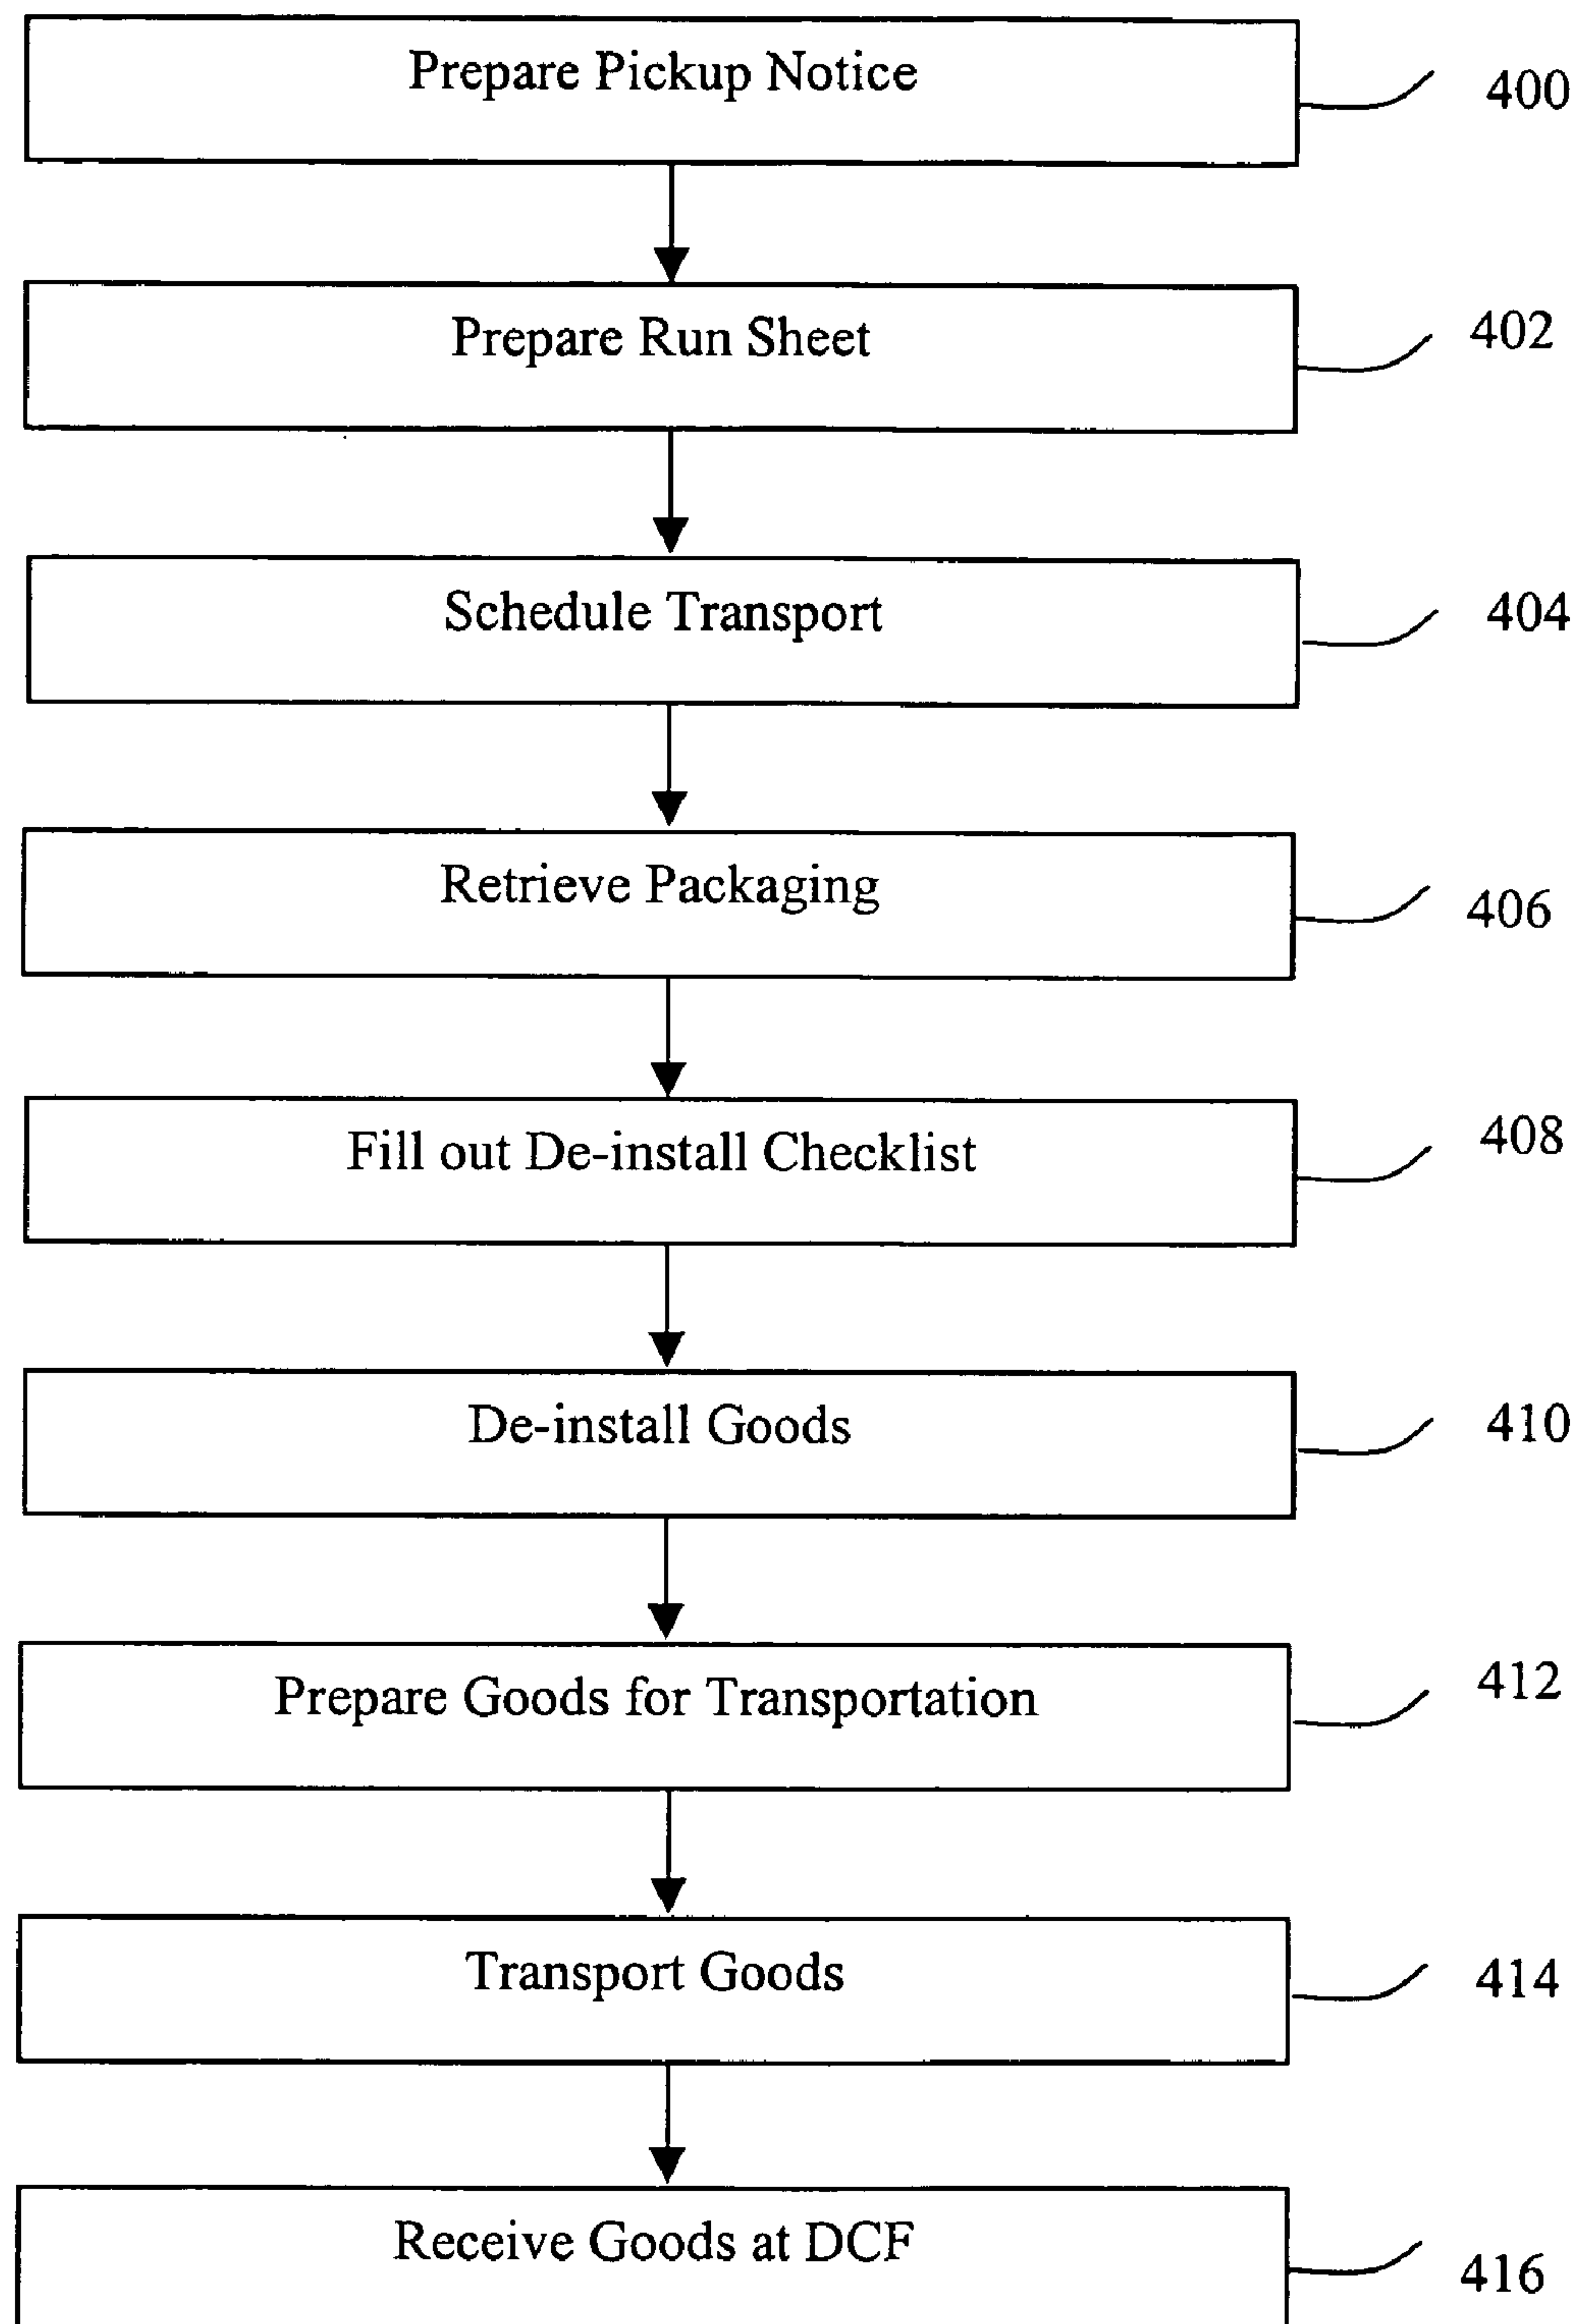 Prepare Pickup Notice
400
Prepare Run Sheet
402
Schedule Transport
404
Retrieve Packaging
406
Fill out De-install Checklist
408
De-install Goods
410
Prepare Goods for Transportation
412
Transport Goods
414
Receive Goods at DCF
416